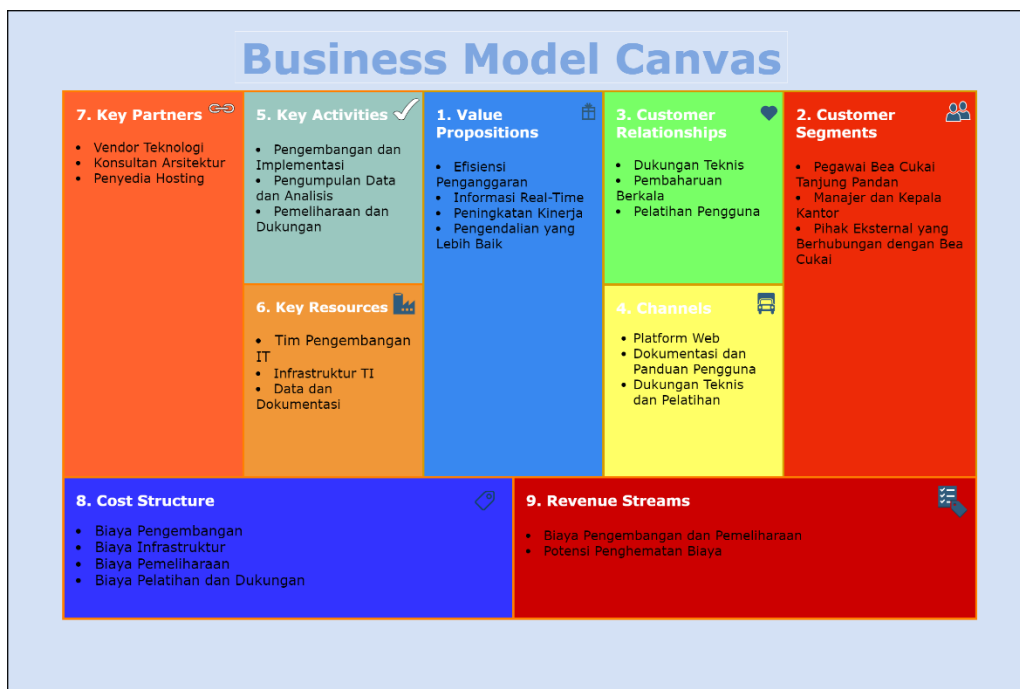 Business Model Canvas
7. Key Partners
• Vendor Teknologi
• Konsultan Arsitektur
• Penyedia Hosting
5. Key Activities
• Pengembangan dan
Implementasi
• Pengumpulan Data
dan Analisis
• Pemeliharaan dan
Dukungan
6. Key Resources
• Tim Pengembangan
IT
• Infrastruktur TI
• Data dan
Dokumentasi
1. Value
Propositions
• Efisiensi
Penganggaran
• Informasi Real-Time
• Peningkatan Kinerja
• Pengendalian yang
Lebih Baik
3. Customer
Relationships
• Dukungan Teknis
• Pembaharuan
Berkala
• Pelatihan Pengguna
4. Channels
• Platform Web
• Dokumentasi dan
Panduan Pengguna
• Dukungan Teknis
dan Pelatihan
2. Customer
Segments
• Pegawai Bea Cukai
Tanjung Pandan
• Manajer dan Kepala
Kantor
• Pihak Eksternal yang
Berhubungan dengan Bea
Cukai
8. Cost Structure
• Biaya Pengembangan
• Biaya Infrastruktur
• Biaya Pemeliharaan
• Biaya Pelatihan dan Dukungan
9. Revenue Streams
• Biaya Pengembangan dan Pemeliharaan
• Potensi Penghematan Biaya